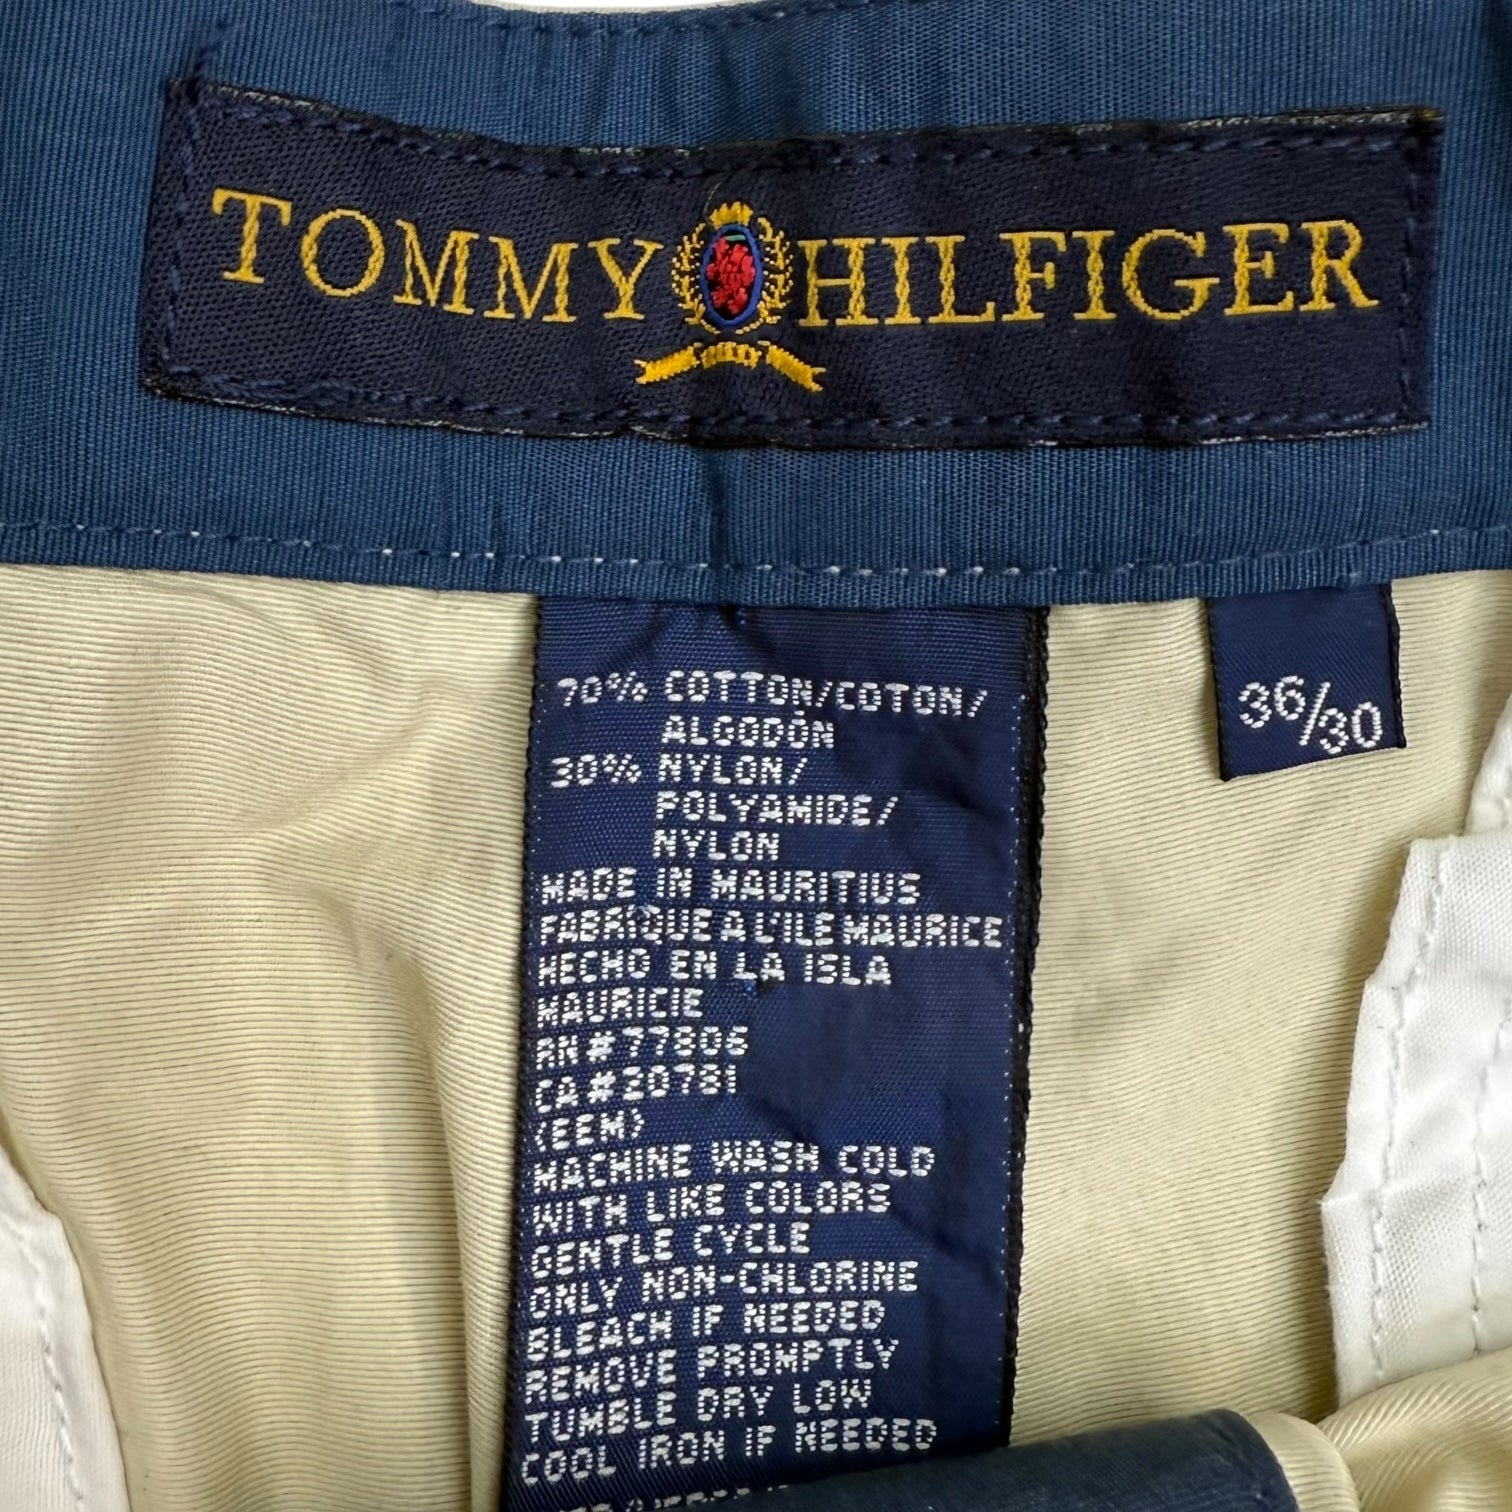 TOMMY HILFIGER
70% COTTON/COTON/
ALGODÒN
30% NYLON/
POLYAMIDE/
NYLON
MADE IN MAURITIUS
FABRIQUE A L'ILE MAURICE
HECHO EN LA ISLA
MAURICIE
RN #77806
CA #20781
(EEM)
MACHINE WASH COLD
WITH LIKE COLORS
GENTLE CYCLE
ONLY NON-CHLORINE
BLEACH IF NEEDED
REMOVE PROMPTLY
TUMBLE DRY LOW
COOL IRON IF NEEDED
36/30